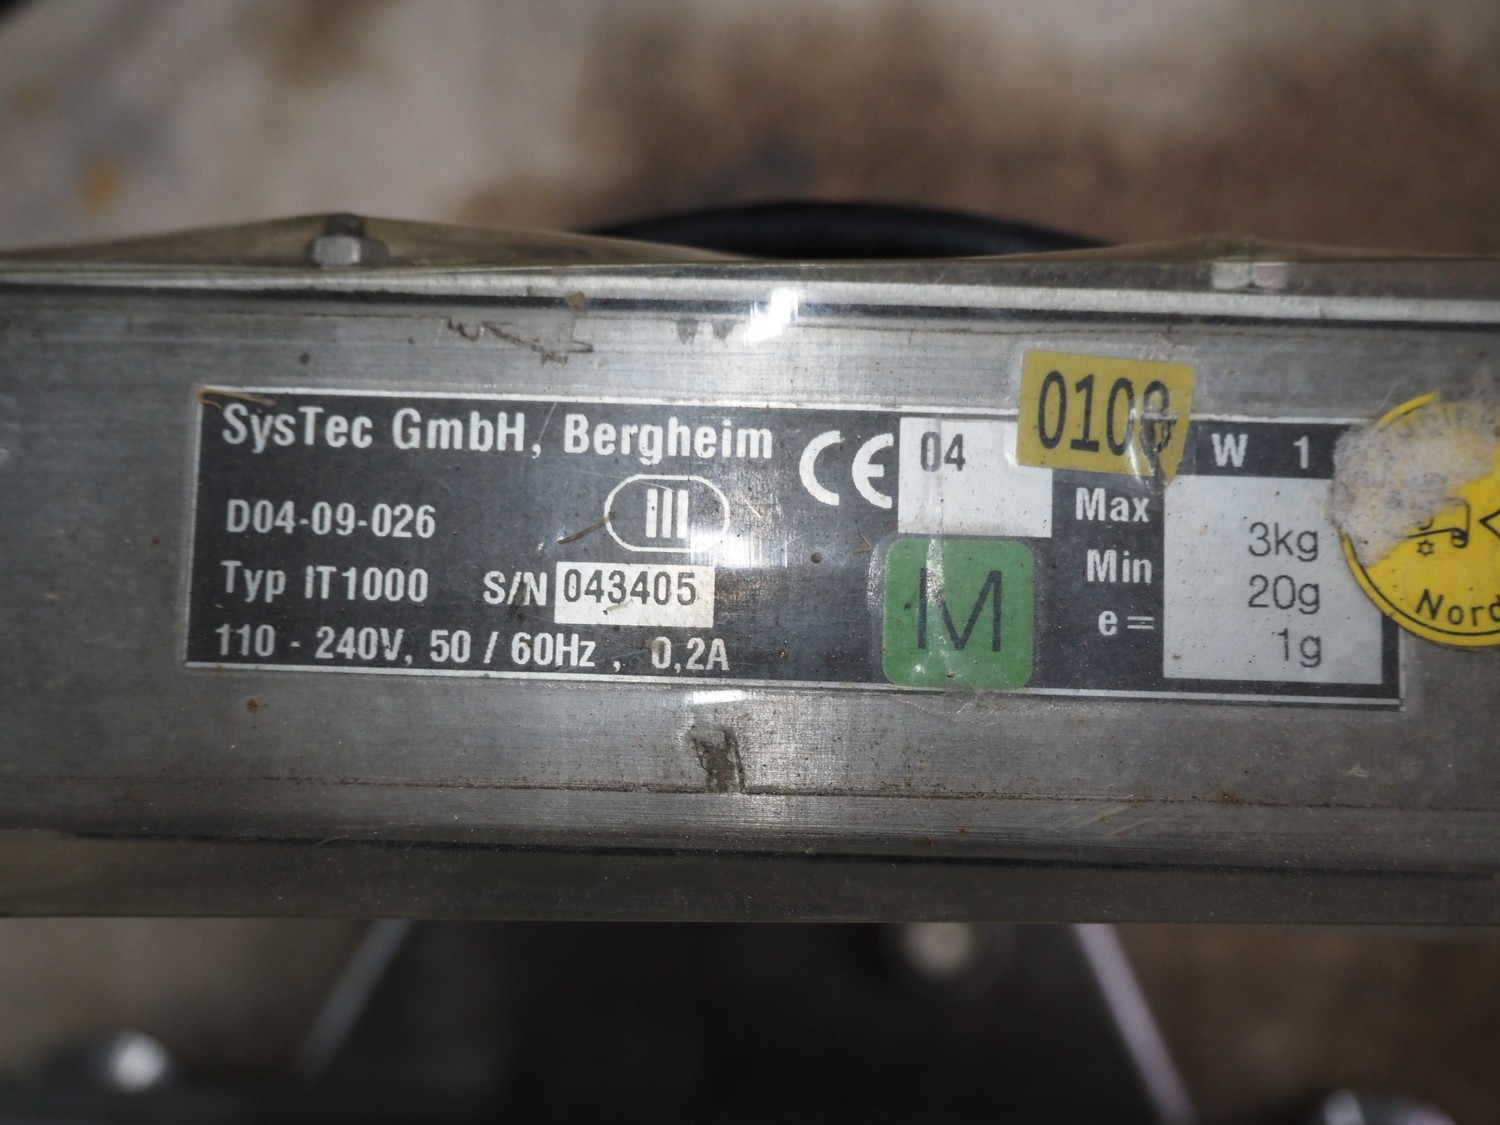 SysTec GmbH, Bergheim
D04-09-026
III
Typ IT1000 S/N 043405
110 - 240V, 50 / 60Hz , 0,2A
CE 04
M
W 1
Max 3kg
Min 20g
e = 1g
Nord